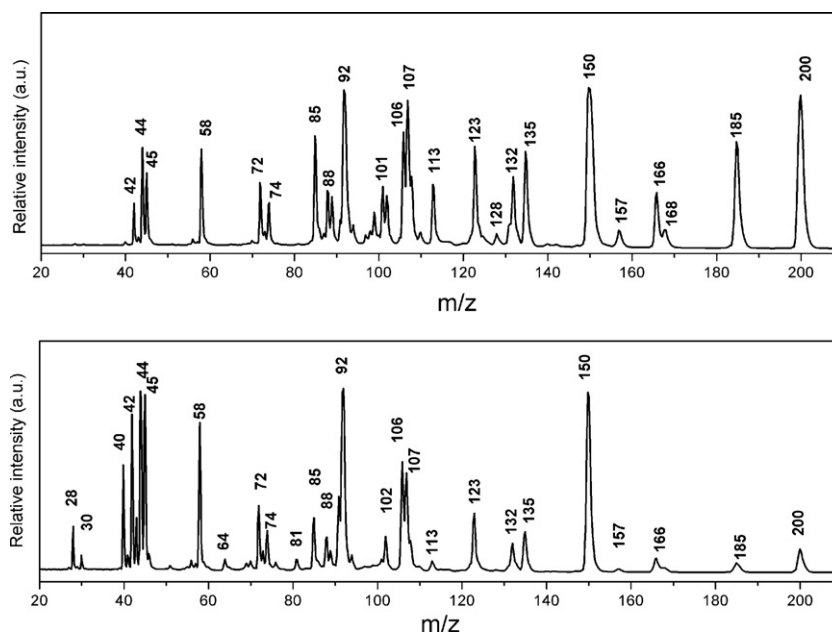 Relative intensity (a.u.)
42 44 45 58 72 74 85 88 92 101 106 107 113 123 128 132 135 150 157 166 168 185 200
20 40 60 80 100 120 140 160 180 200
m/z
Relative intensity (a.u.)
28 30 40 42 44 45 58 64 72 74 81 85 88 92 102 106 107 113 123 132 135 150 157 166 185 200
20 40 60 80 100 120 140 160 180 200
m/z